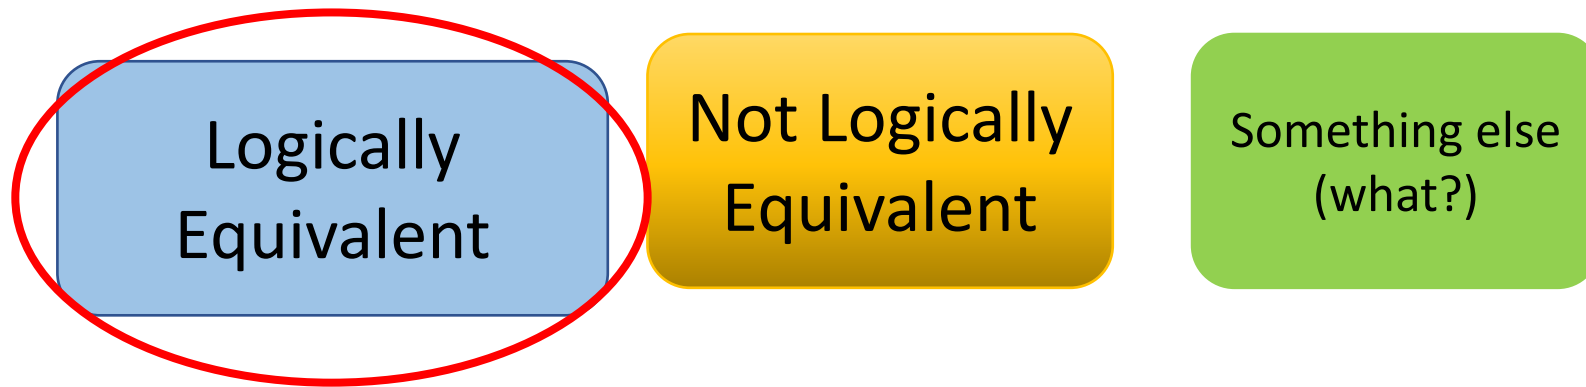 Logically
Equivalent
Not Logically
Equivalent
Something else
(what?)